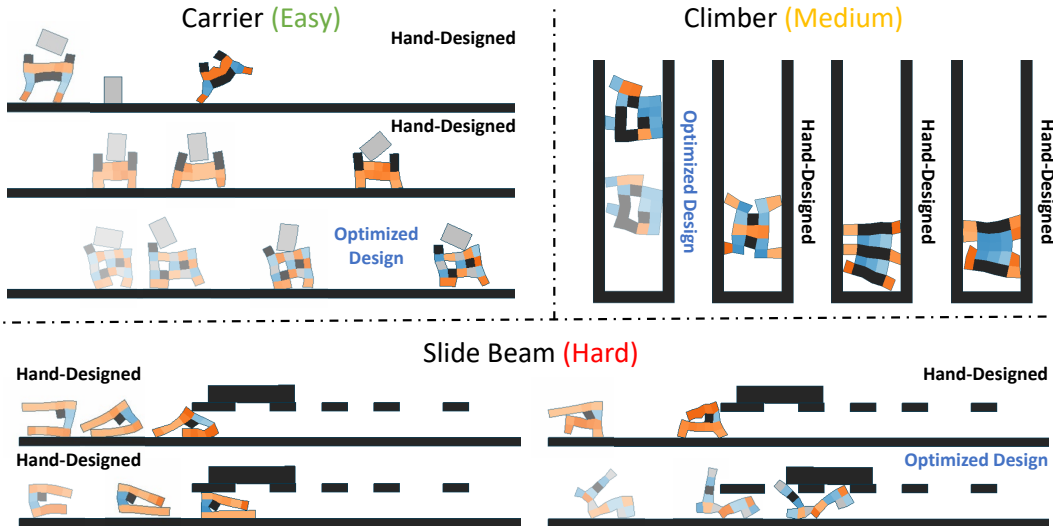 Carrier (Easy)
Hand-Designed
Hand-Designed
Optimized
Design
Climber (Medium)
Optimized Design
Hand-Designed
Hand-Designed
Hand-Designed
Slide Beam (Hard)
Hand-Designed
Hand-Designed
Hand-Designed
Optimized Design